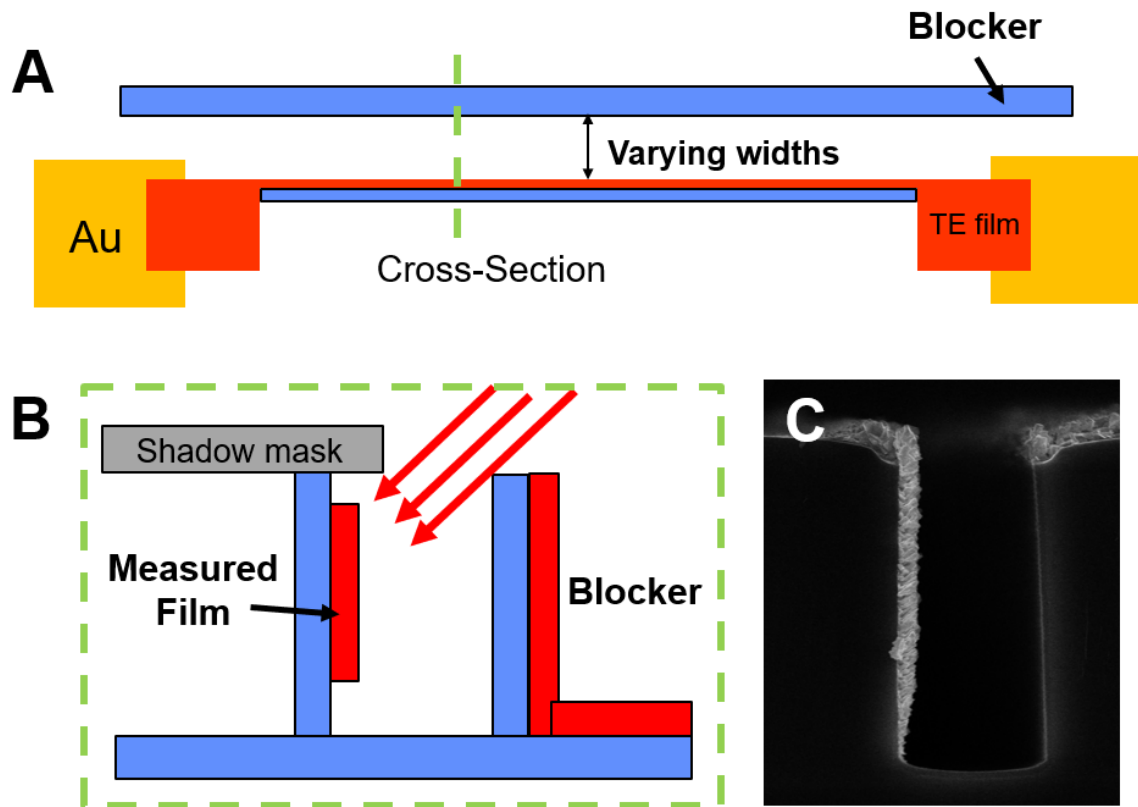 A
Blocker
Varying widths
Au
TE film
Cross-Section
B
Shadow mask
Measured
Film
Blocker
C